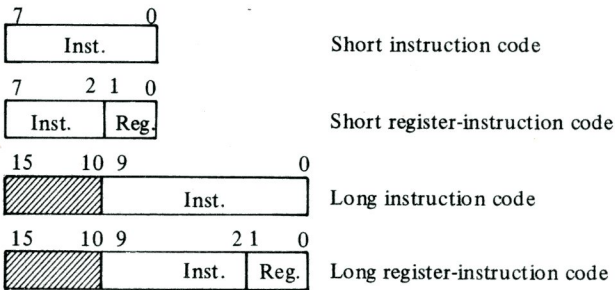 7 0
Inst. Short instruction code
7 2 1 0
Inst. Reg. Short register-instruction code
15 10 9 0
Inst. Long instruction code
15 10 9 2 1 0
Inst. Reg. Long register-instruction code